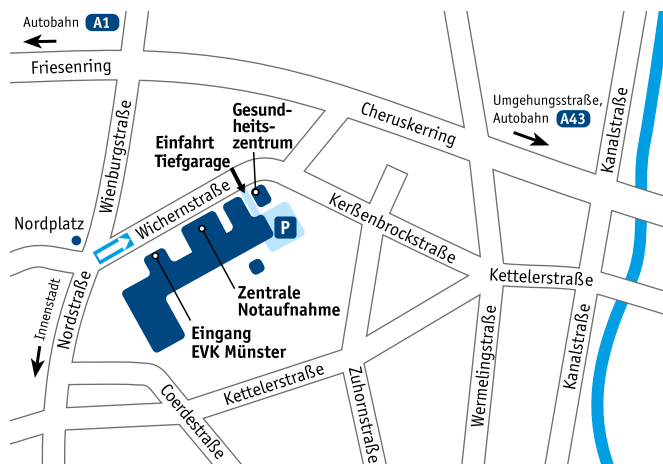 Autobahn A1
Friesenring
Wienburgstraße
Gesund-
heits-
zentrum
Einfahrt
Tiefgarage
Cheruskerring
Umgehungsstraße,
Autobahn A43
Kanalstraße
Wichernstraße
Nordplatz
P
Kerßenbrockstraße
Kettelerstraße
Zentrale
Notaufnahme
Eingang
EVK Münster
Innenstadt
Nordstraße
Coerdestraße
Kettelerstraße
Zuhornstraße
Wermelingstraße
Kanalstraße